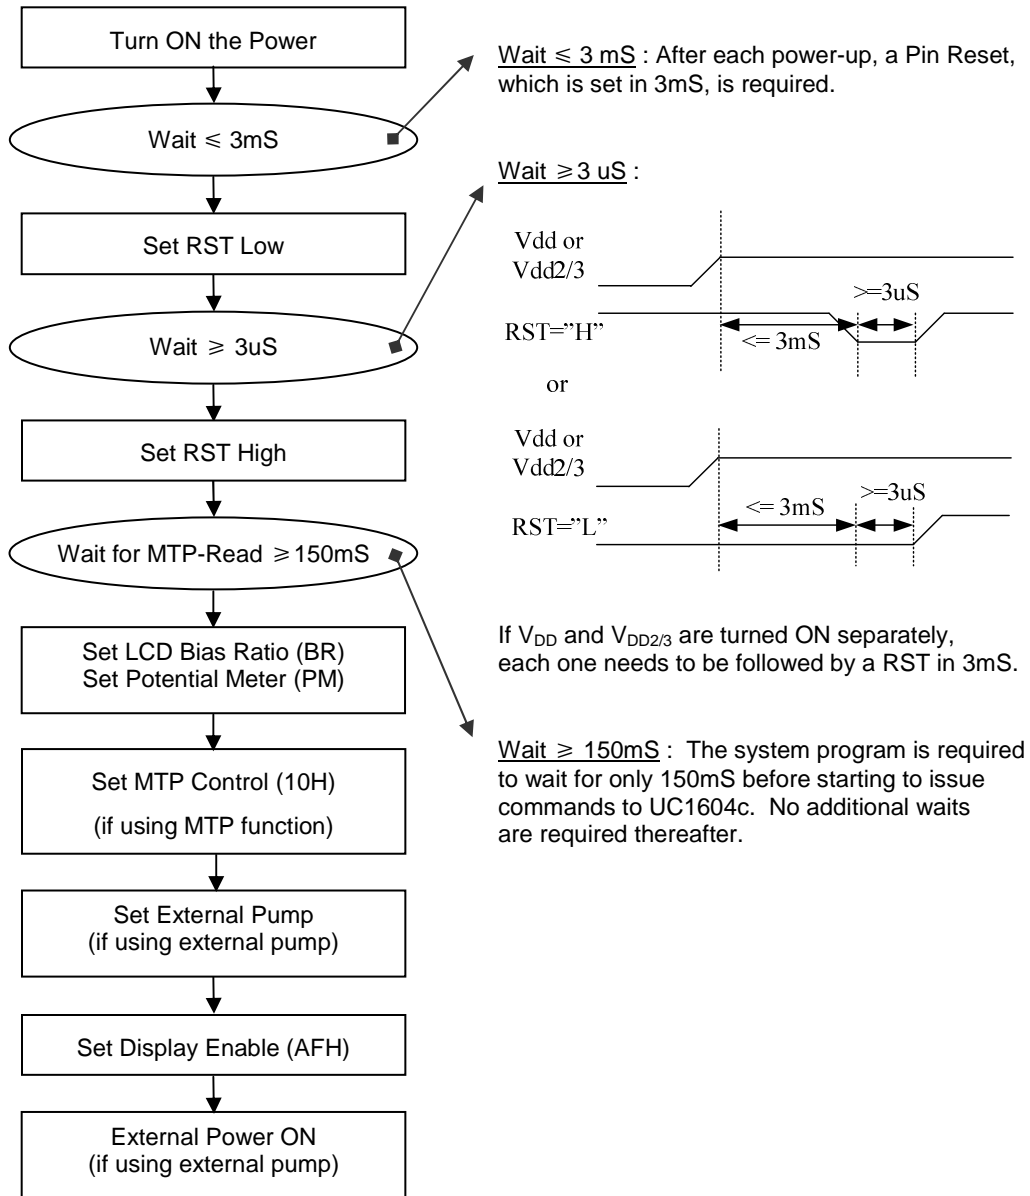 Turn ON the Power
Wait ≤ 3mS
Set RST Low
Wait ≥ 3uS
Set RST High
Wait for MTP-Read ≥150mS
Set LCD Bias Ratio (BR)
Set Potential Meter (PM)
Set MTP Control (10H)
(if using MTP function)
Set External Pump
(if using external pump)
Set Display Enable (AFH)
External Power ON
(if using external pump)
Wait ≤ 3 mS : After each power-up, a Pin Reset,
which is set in 3mS, is required.
Wait ≥3 uS :
Vdd or
Vdd2/3
>=3uS
RST=”H”
<= 3mS
or
Vdd or
Vdd2/3
>=3uS
<= 3mS
RST=”L”
If VDD and VDD2/3 are turned ON separately,
each one needs to be followed by a RST in 3mS.
Wait ≥ 150mS : The system program is required
to wait for only 150mS before starting to issue
commands to UC1604c. No additional waits
are required thereafter.